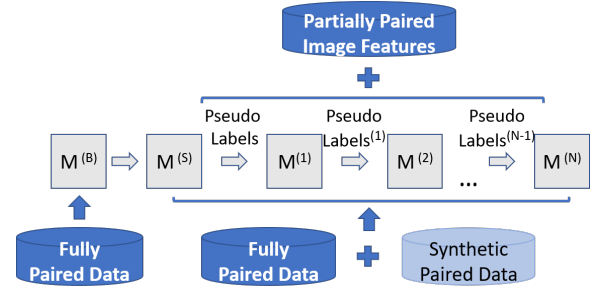 Partially Paired
Image Features
Pseudo
Labels
Pseudo
Labels(1)
Pseudo
Labels(N-1)
M(B)
M(S)
M(1)
M(2)
...
M(N)
Fully
Paired Data
Fully
Paired Data
Synthetic
Paired Data